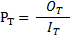 P_T = O_T / I_T